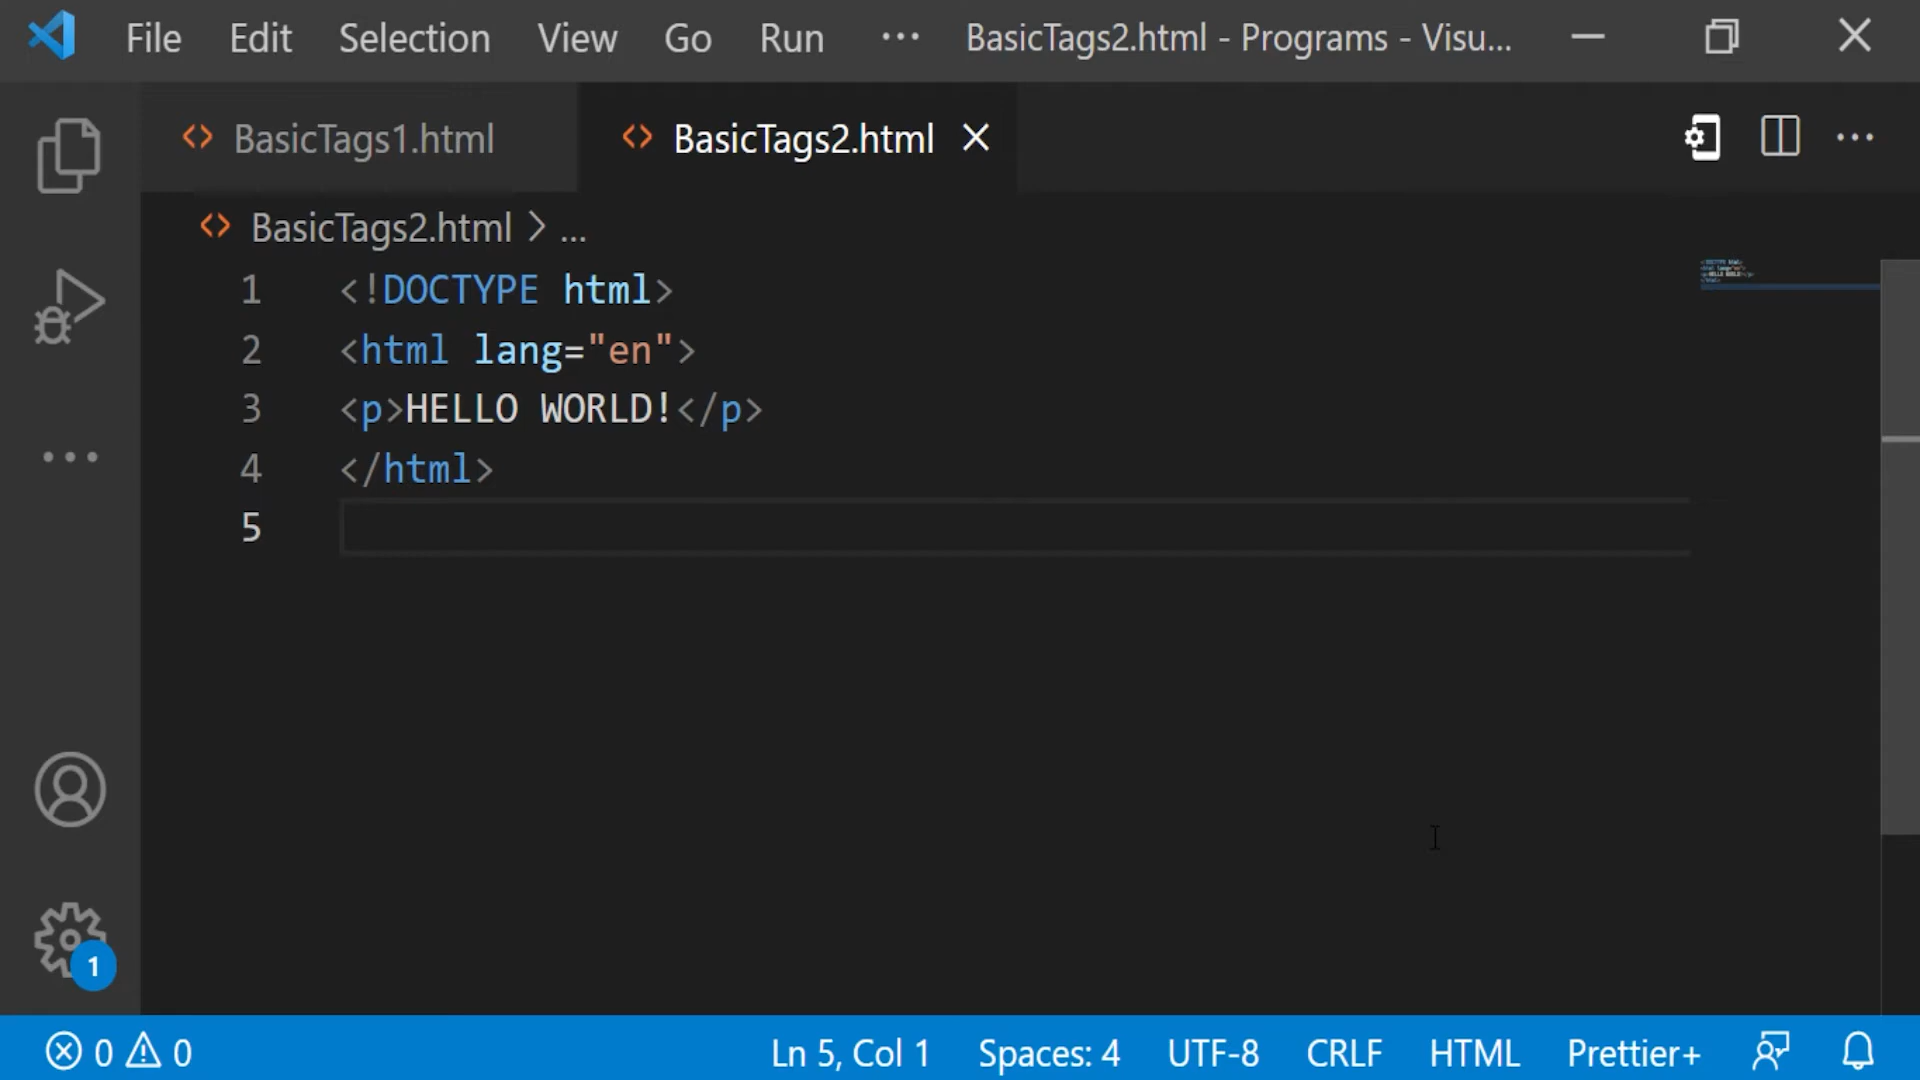 File Edit Selection View Go Run ··· BasicTags2.html - Programs - Visu...
BasicTags1.html BasicTags2.html
BasicTags2.html > ...
1 <!DOCTYPE html>
2 <html lang="en">
3 <p>HELLO WORLD!</p>
4 </html>
5
1
0 0 Ln 5, Col 1 Spaces: 4 UTF-8 CRLF HTML Prettier+